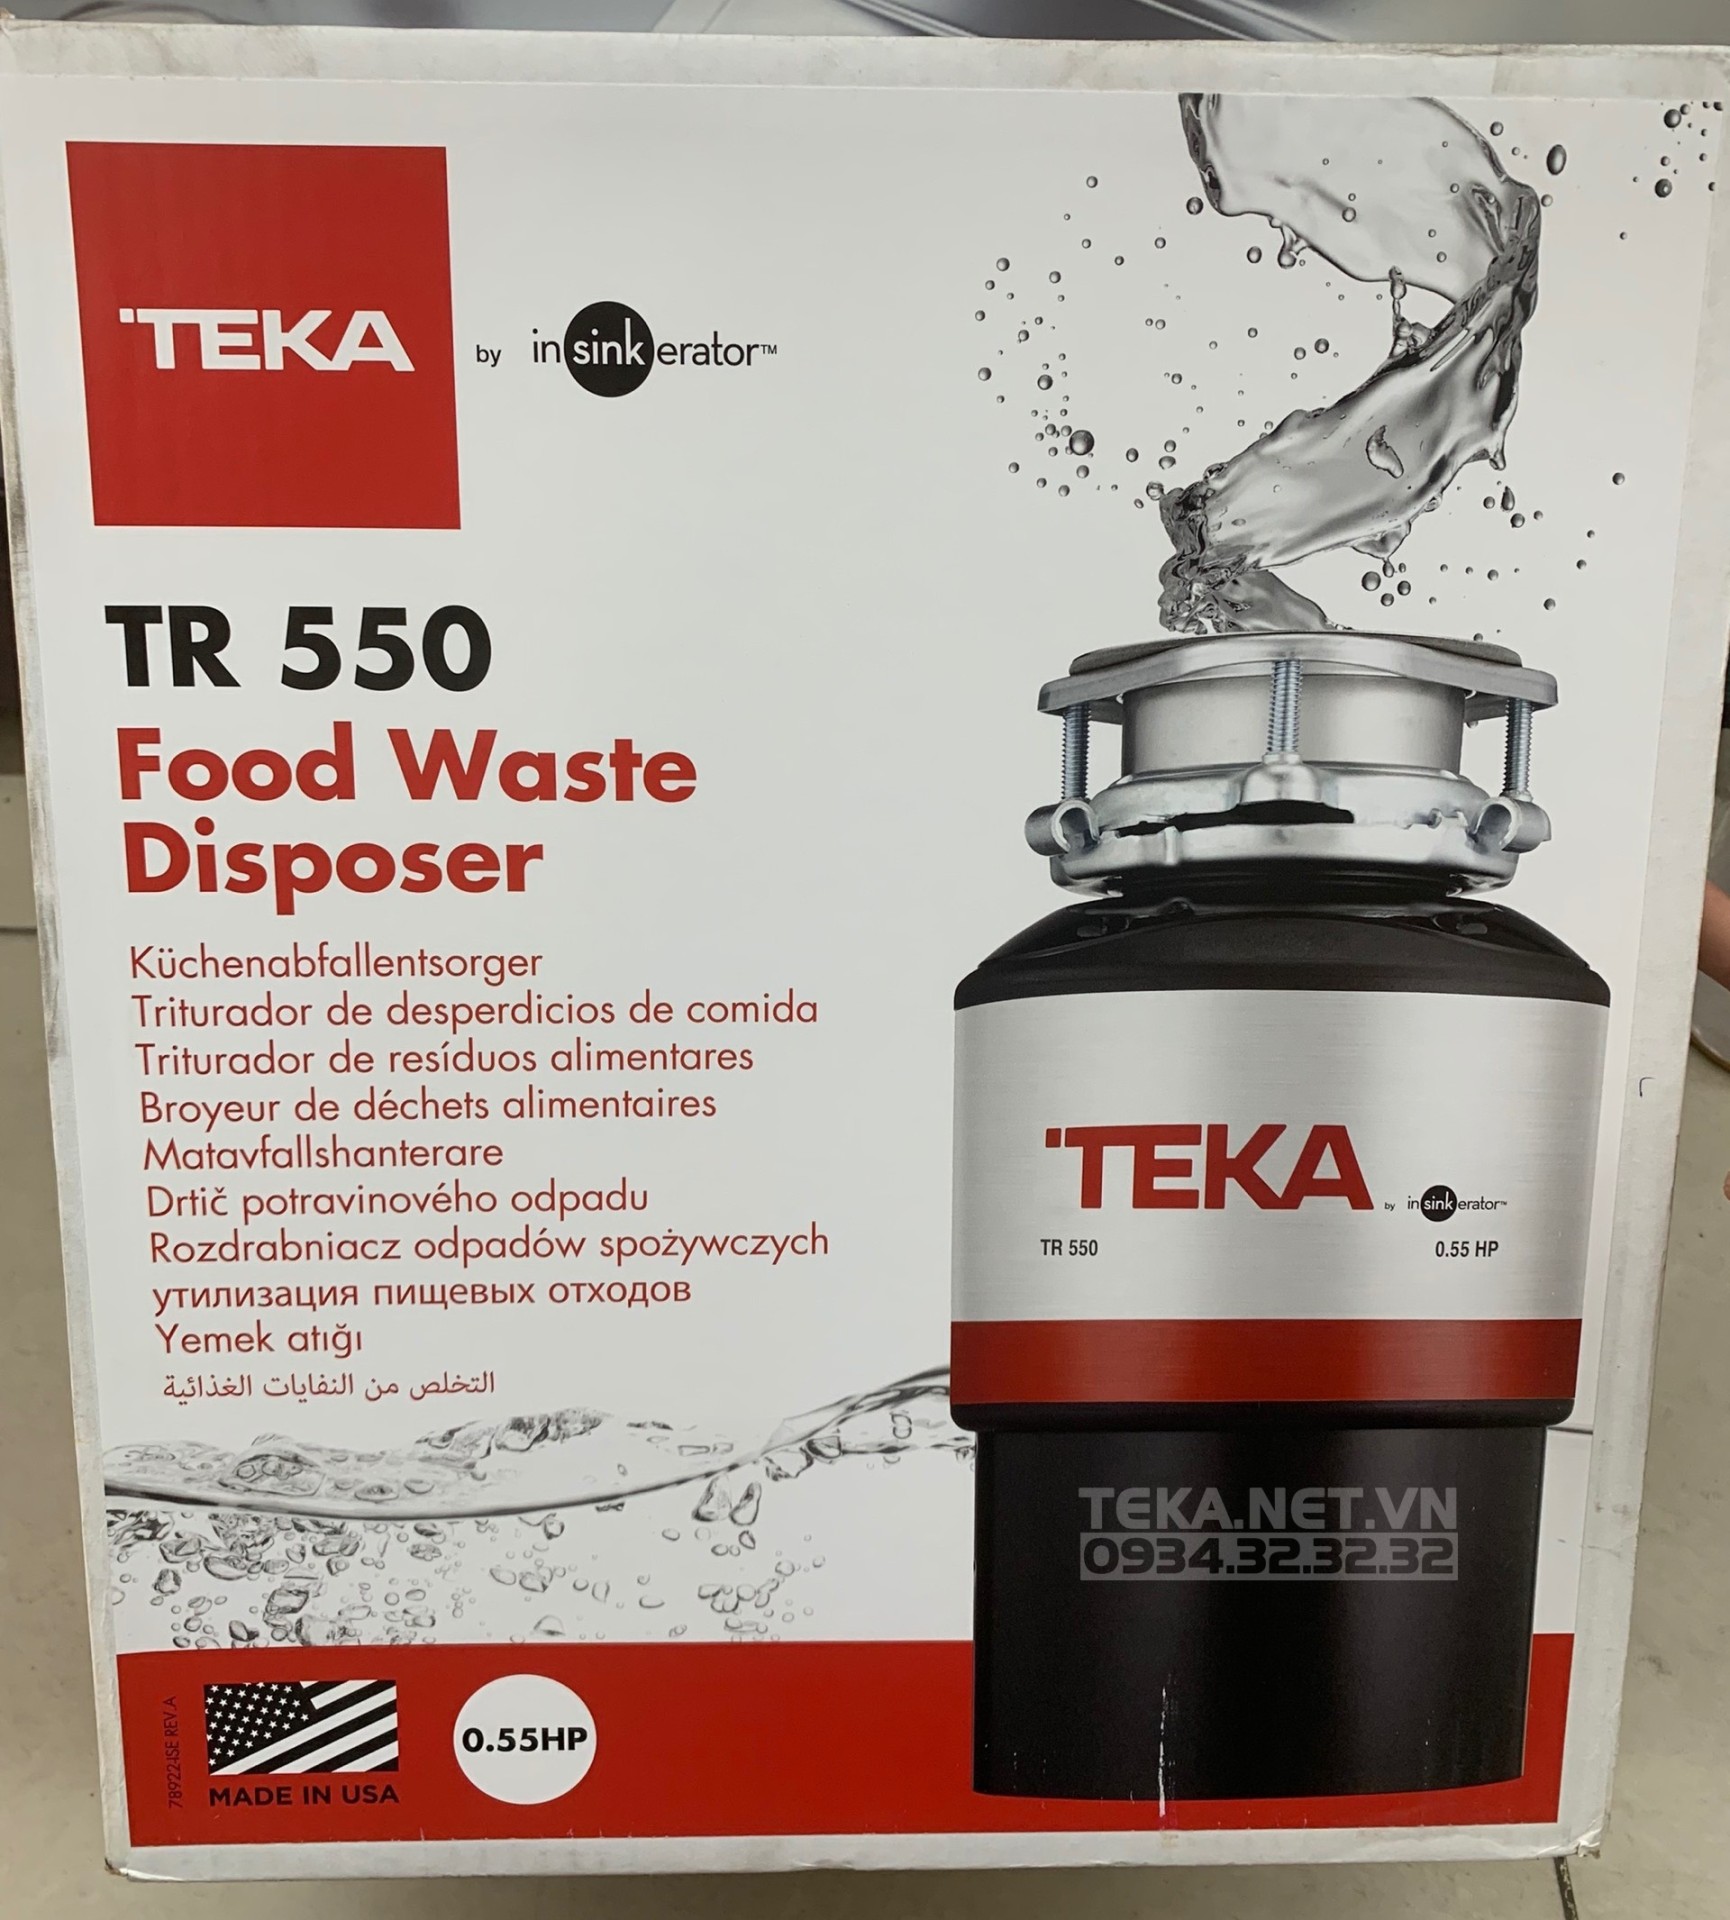 TEKA by insinkerator™
TR 550
Food Waste
Disposer
Küchenabfallentsorger
Triturador de desperdicios de comida
Triturador de resíduos alimentares
Broyeur de déchets alimentaires
Matavfallshanterare
Drtič potravinového odpadu
Rozdrabniacz odpadów spożywczych
утилизация пищевых отходов
Yemek atığı
التخلص من النفايات الغذائية
TEKA by insinkerator™
TR 550 0.55 HP
TEKA.NET.VN
0934.32.32.32
78922-ISE REV.A
MADE IN USA
0.55HP